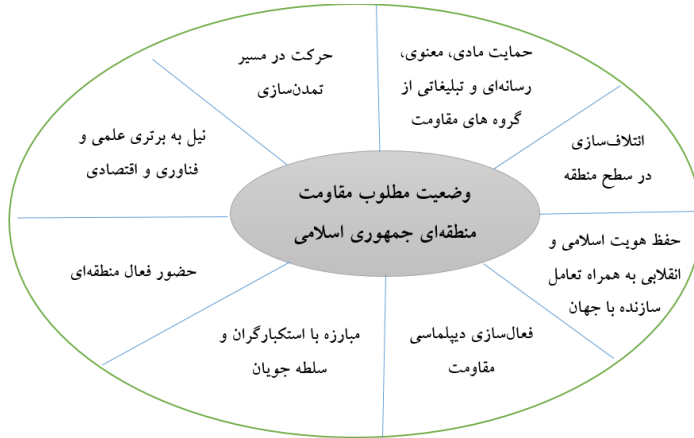 حمایت مادی، معنوی،
رسانه‌ای و تبلیغاتی از
گروه های مقاومت
ائتلاف‌سازی
در سطح منطقه
حفظ هویت اسلامی و
انقلابی به همراه تعامل
سازنده با جهان
فعال‌سازی دیپلماسی
مقاومت
مبارزه با استکبارگران و
سلطه جویان
حضور فعال منطقه‌ای
نیل به برتری علمی و
فناوری و اقتصادی
حرکت در مسیر
تمدن‌سازی
وضعیت مطلوب مقاومت
منطقه‌ای جمهوری اسلامی